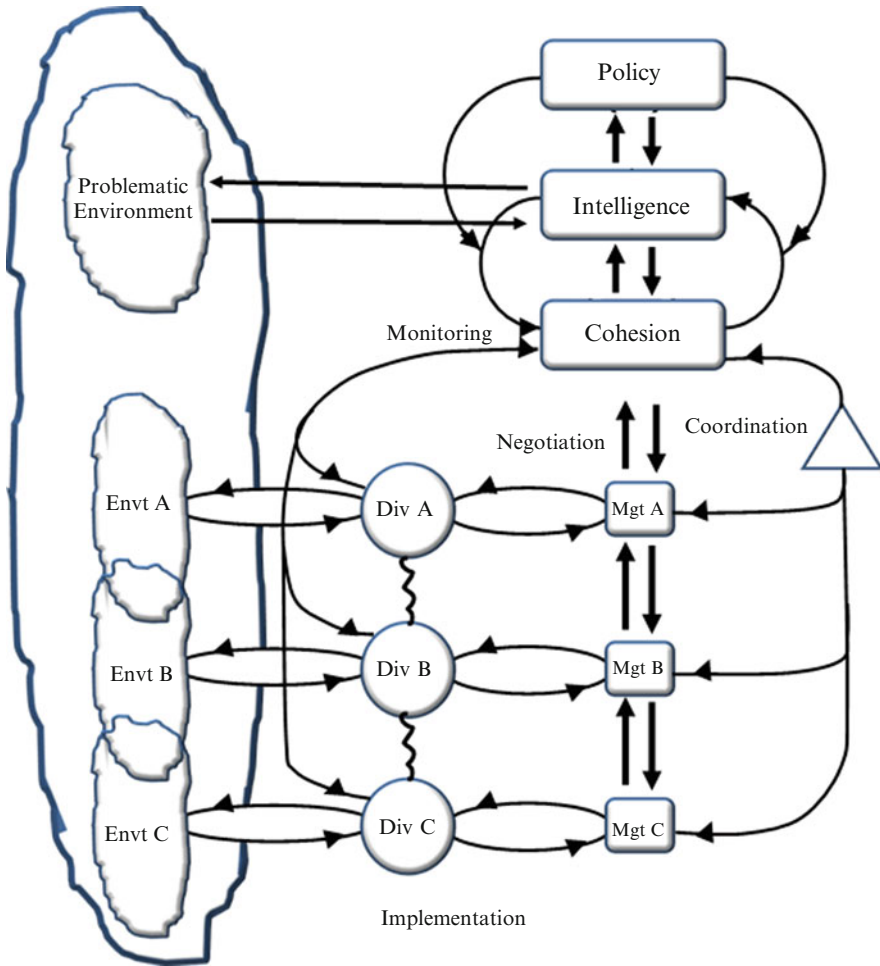 Policy
Problematic
Environment
Intelligence
Monitoring
Cohesion
Negotiation
Coordination
Envt A
Div A
Mgt A
Envt B
Div B
Mgt B
Envt C
Div C
Mgt C
Implementation